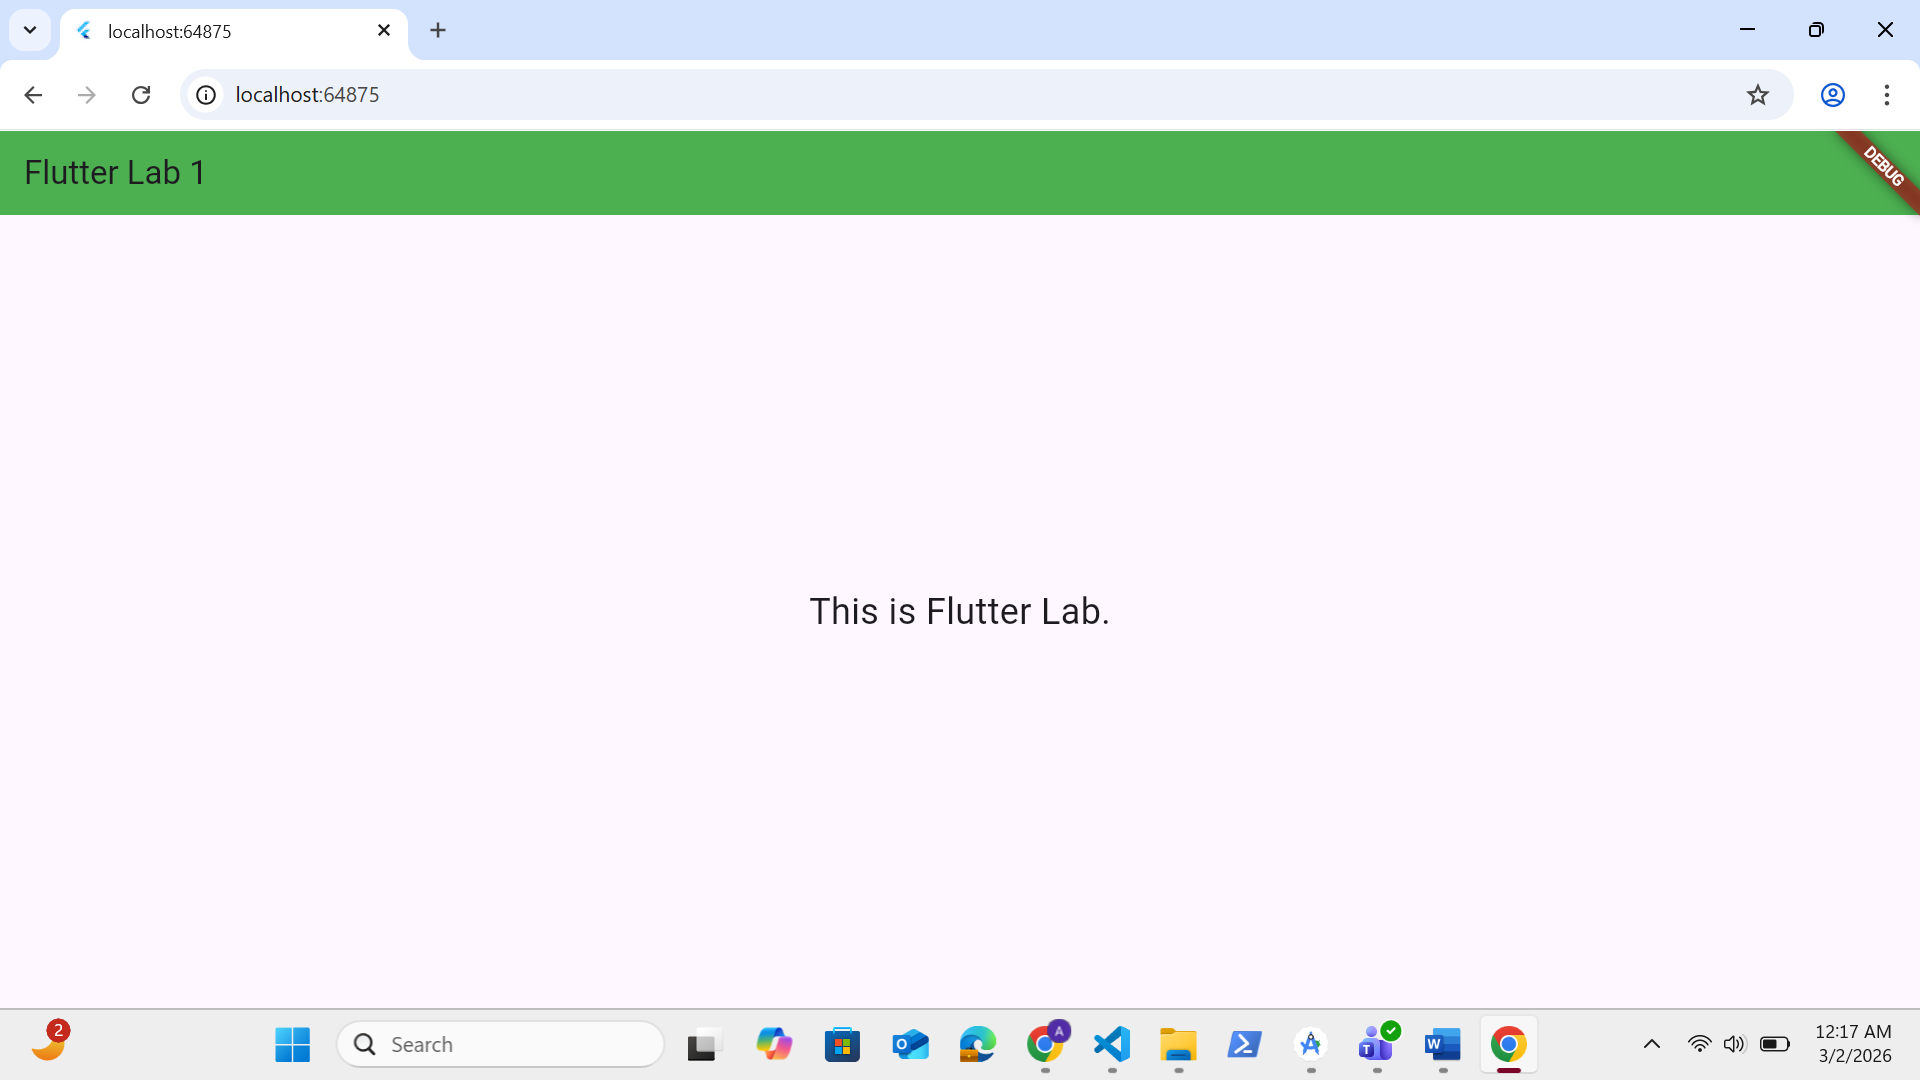 localhost:64875
localhost:64875
Flutter Lab 1
DEBUG
This is Flutter Lab.
2
Search
A
12:17 AM
3/2/2026